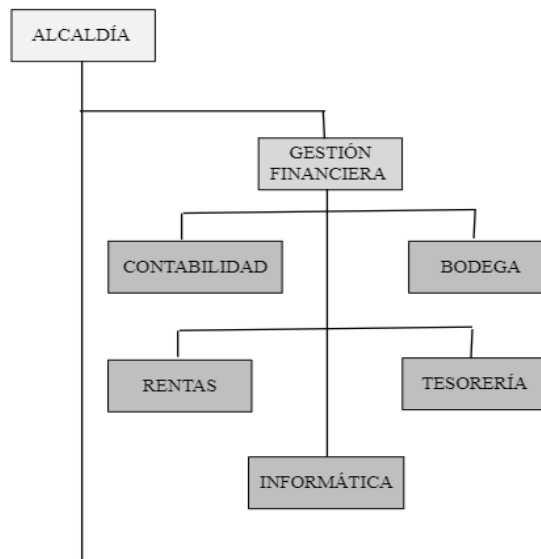 ALCALDÍA
GESTIÓN
FINANCIERA
CONTABILIDAD
BODEGA
RENTAS
TESORERÍA
INFORMÁTICA